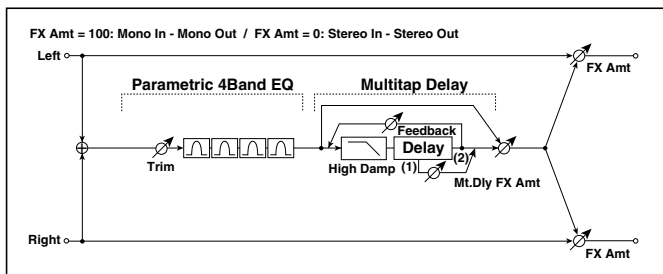 FX Amt = 100: Mono In - Mono Out / FX Amt = 0: Stereo In - Stereo Out
Left
FX Amt
Parametric 4Band EQ
Multitap Delay
Feedback
Delay
(2)
Trim
High Damp
(1)
Mt.Dly FX Amt
Right
FX Amt